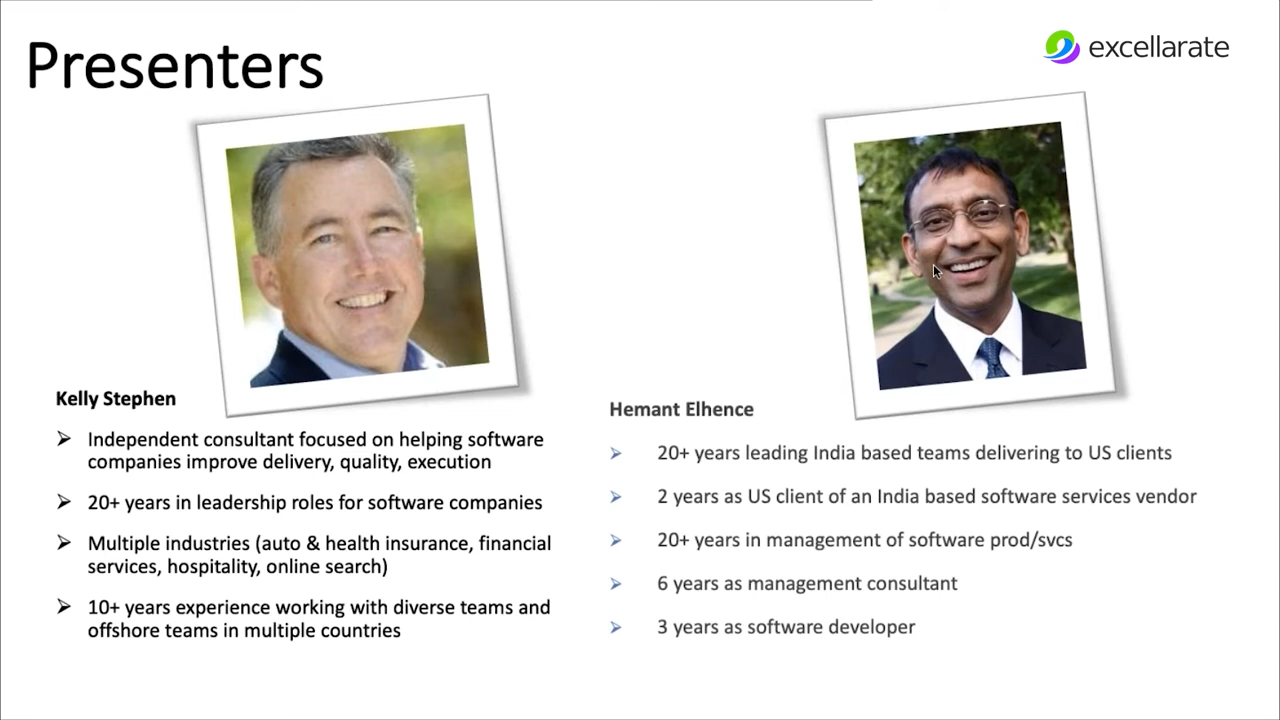 Presenters
excellarate
Kelly Stephen
➢ Independent consultant focused on helping software
companies improve delivery, quality, execution
➢ 20+ years in leadership roles for software companies
➢ Multiple industries (auto & health insurance, financial
services, hospitality, online search)
➢ 10+ years experience working with diverse teams and
offshore teams in multiple countries
Hemant Elhence
➢ 20+ years leading India based teams delivering to US clients
➢ 2 years as US client of an India based software services vendor
➢ 20+ years in management of software prod/svcs
➢ 6 years as management consultant
➢ 3 years as software developer